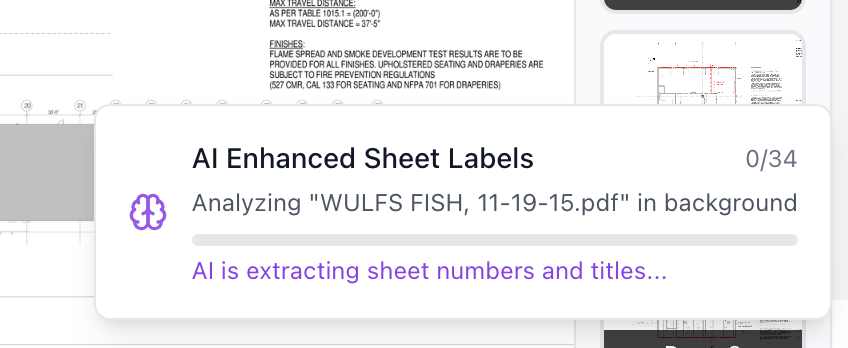 MAX TRAVEL DISTANCE:
AS PER TABLE 1015.1 = (200'-0")
MAX TRAVEL DISTANCE = 37'-5"
FINISHES:
FLAME SPREAD AND SMOKE DEVELOPMENT TEST RESULTS ARE TO BE
PROVIDED FOR ALL FINISHES. UPHOLSTERED SEATING AND DRAPERIES ARE
SUBJECT TO FIRE PREVENTION REGULATIONS
(527 CMR, CAL 133 FOR SEATING AND NFPA 701 FOR DRAPERIES)
20
21
AI Enhanced Sheet Labels
0/34
Analyzing "WULFS FISH, 11-19-15.pdf" in background
AI is extracting sheet numbers and titles...